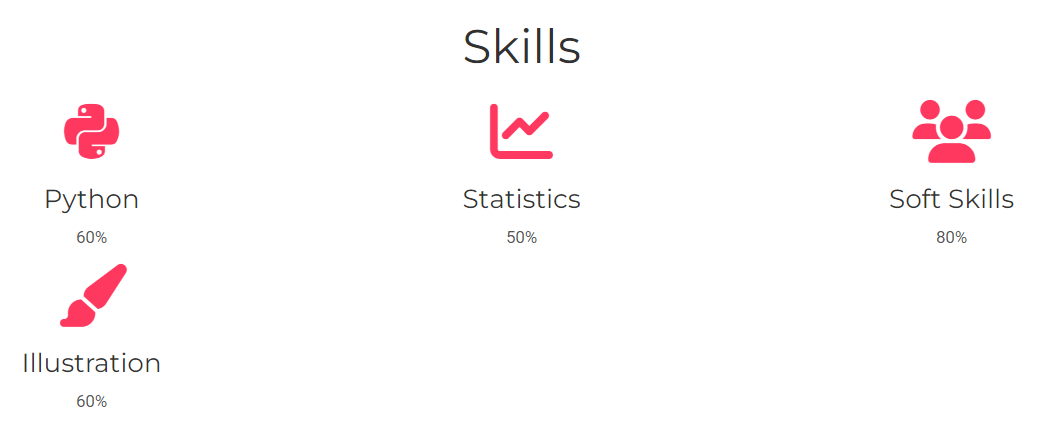 Skills
Python
Statistics
Soft Skills
60%
50%
80%
Illustration
60%